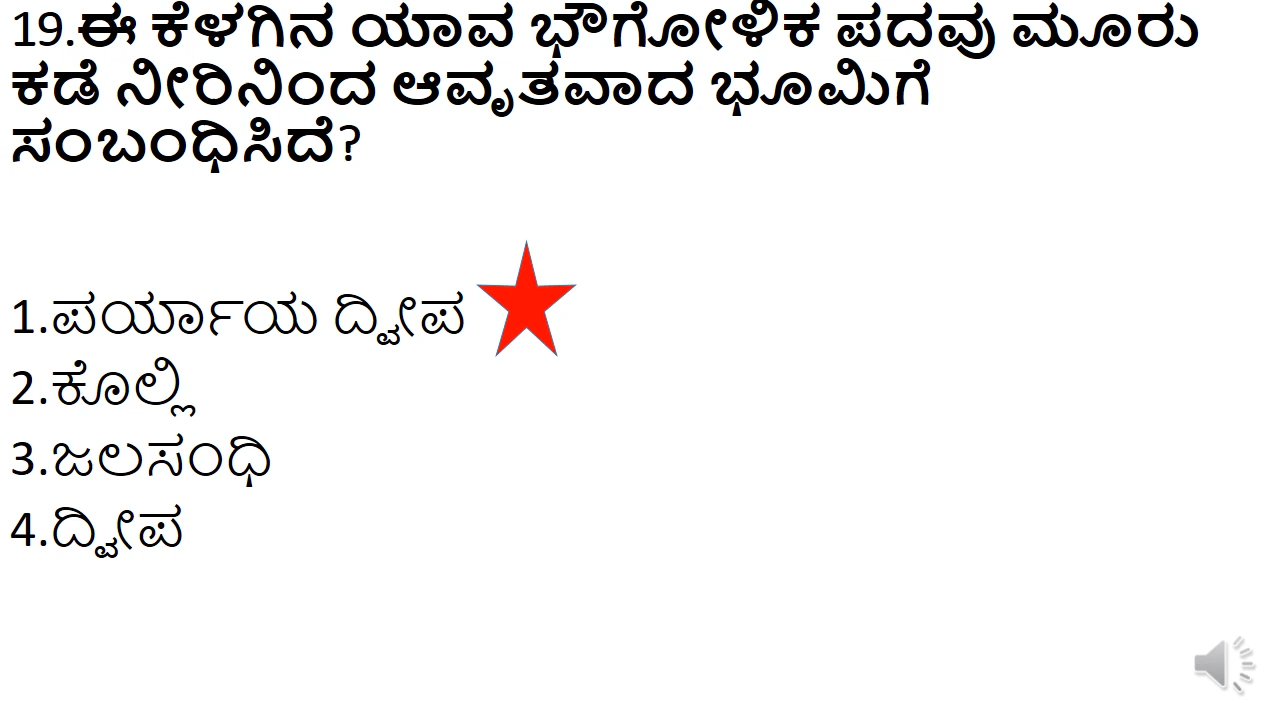 19.ಈ ಕೆಳಗಿನ ಯಾವ ಭೌಗೋಳಿಕ ಪದವು ಮೂರು
ಕಡೆ ನೀರಿನಿಂದ ಆವೃತವಾದ ಭೂಮಿಗೆ
ಸಂಬಂಧಿಸಿದೆ?
1.ಪರ್ಯಾಯ ದ್ವೀಪ
2.ಕೊಲ್ಲಿ
3.ಜಲಸಂಧಿ
4.ದ್ವೀಪ